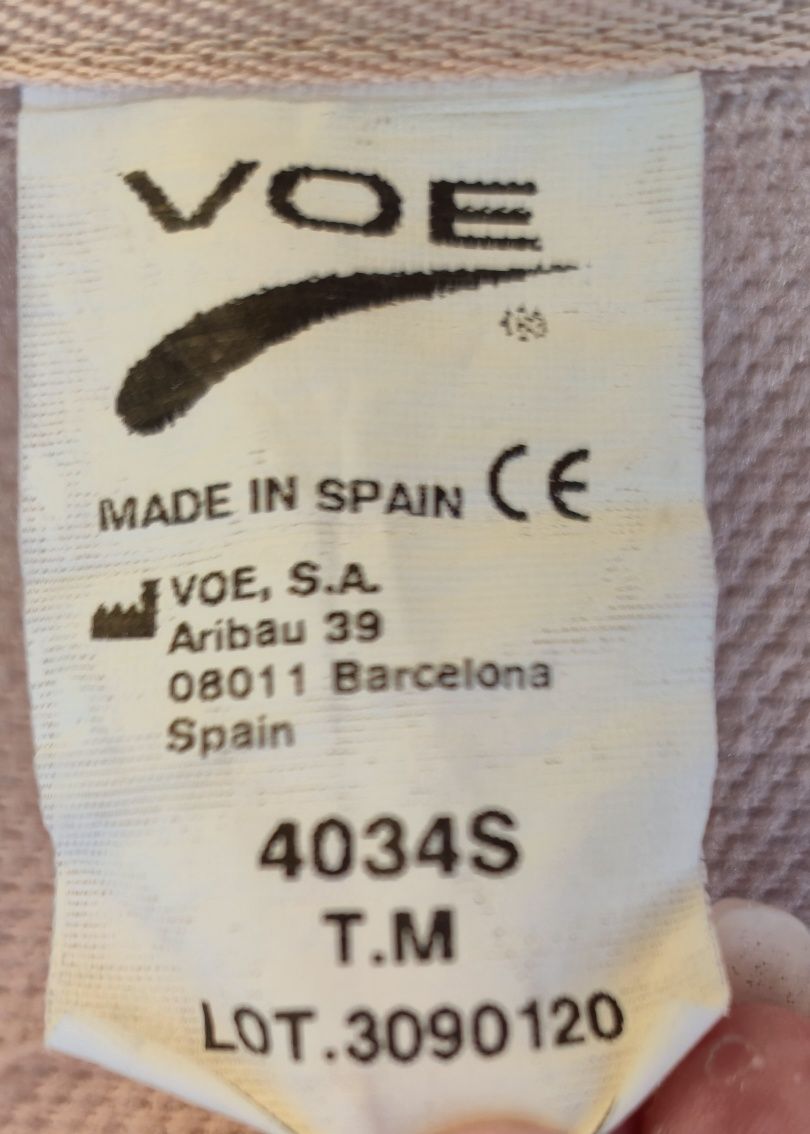 VOE
MADE IN SPAIN CE
VOE, S.A.
Aribau 39
08011 Barcelona
Spain
4034S
T.M
LOT.3090120